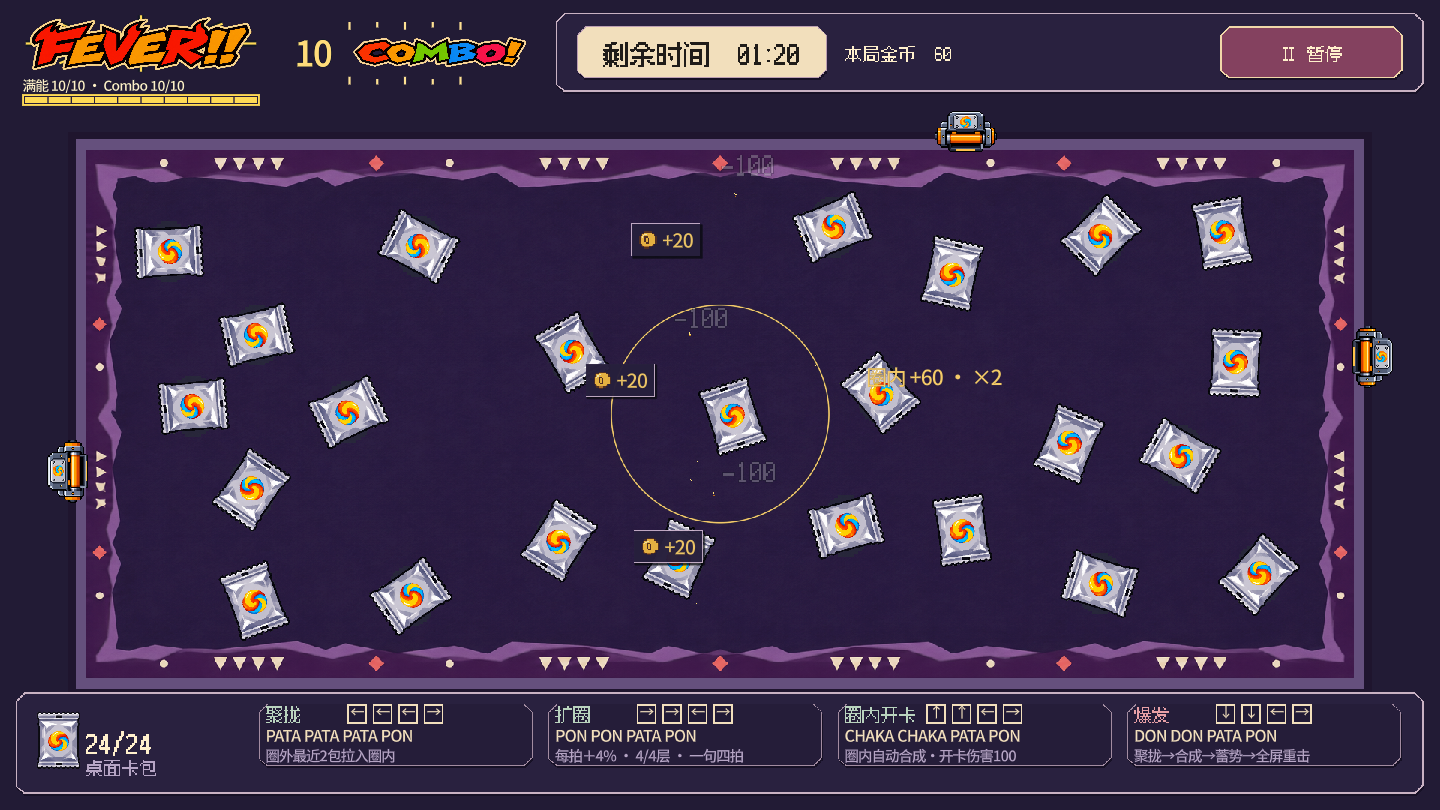 FEVER!!
满能 10/10 · Combo 10/10
10 COMBO!
剩余时间 01:20
本局金币 60
II 暂停
-100
+20
-100
+20
圈内 +60 · ×2
-100
+20
24/24
桌面卡包
聚拢 ← ← ← →
PATA PATA PATA PON
圈外最近2包拉入圈内
扩圈 → → ← →
PON PON PATA PON
每拍+4% · 4/4层 · 一句四拍
圈内开卡 ↑ ↑ ← →
CHAKA CHAKA PATA PON
圈内自动合成·开卡伤害100
爆发 ↓ ↓ ← →
DON DON PATA PON
聚拢→合成→蓄势→全屏重击